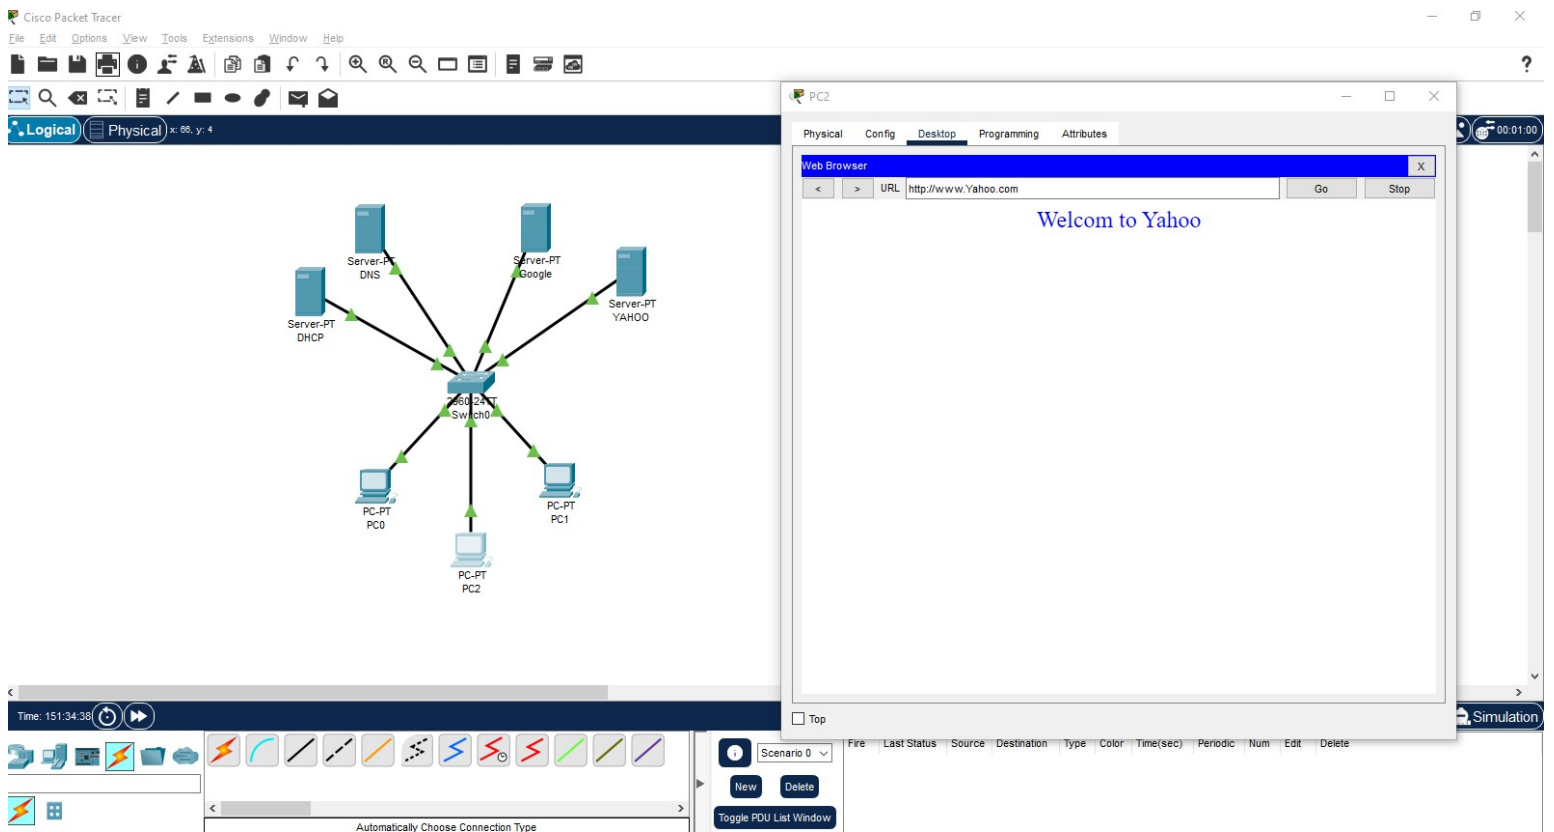 Cisco Packet Tracer
File Edit Options View Tools Extensions Window Help
?
Logical Physical x: 66, y: 4
00:01:00
PC2
Physical Config Desktop Programming Attributes
Web Browser X
< > URL http://www.Yahoo.com Go Stop
Welcom to Yahoo
Server-PT
DNS
Server-PT
Google
Server-PT
YAHOO
Server-PT
DHCP
2960-24TT
Switch0
PC-PT
PC0
PC-PT
PC1
PC-PT
PC2
Top
Time: 151:34:38
Simulation
Scenario 0
Fire Last Status Source Destination Type Color Time(sec) Periodic Num Edit Delete
New Delete
Toggle PDU List Window
Automatically Choose Connection Type